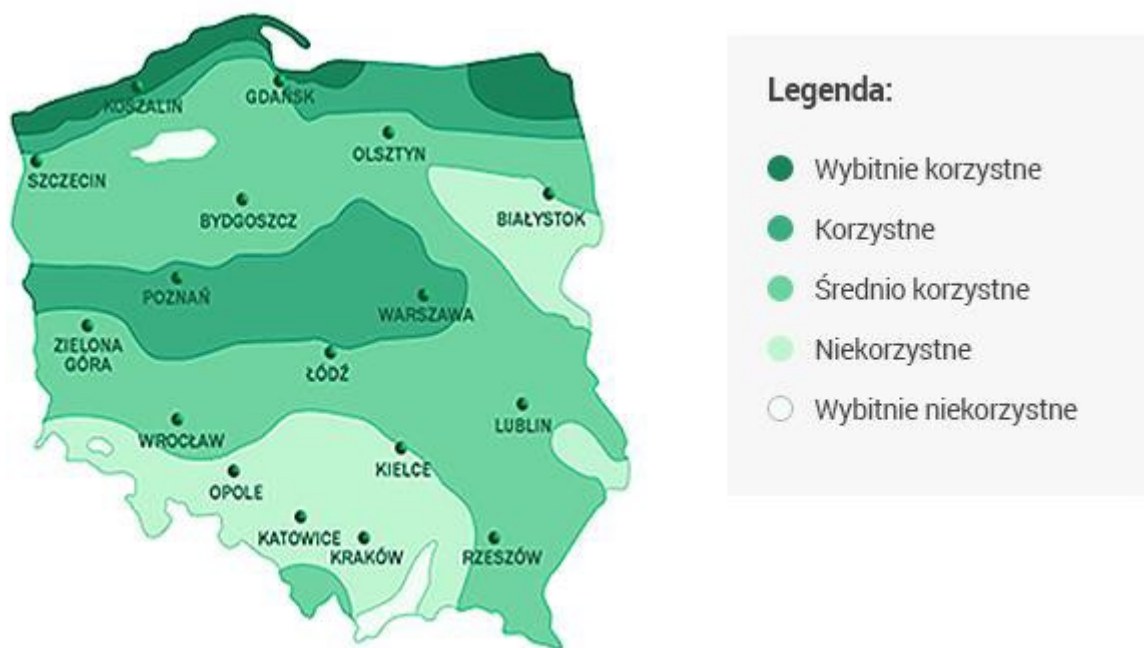 KOSZALIN
GDAŃSK
SZCZECIN
OLSZTYN
BYDGOSZCZ
BIAŁYSTOK
POZNAŃ
WARSZAWA
ZIELONA
GÓRA
ŁÓDŹ
WROCŁAW
LUBLIN
KIELCE
OPOLE
KATOWICE
KRAKÓW
RZESZÓW
Legenda:
Wybitnie korzystne
Korzystne
Średnio korzystne
Niekorzystne
Wybitnie niekorzystne